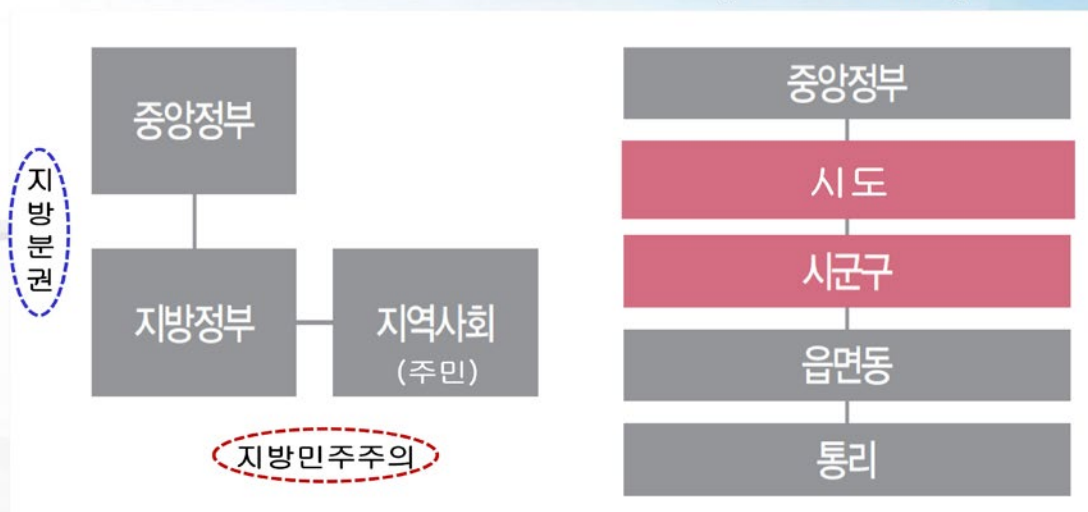 중앙정부
지방분권
지방정부
지역사회
(주민)
지방민주주의
중앙정부
시도
시군구
읍면동
통리